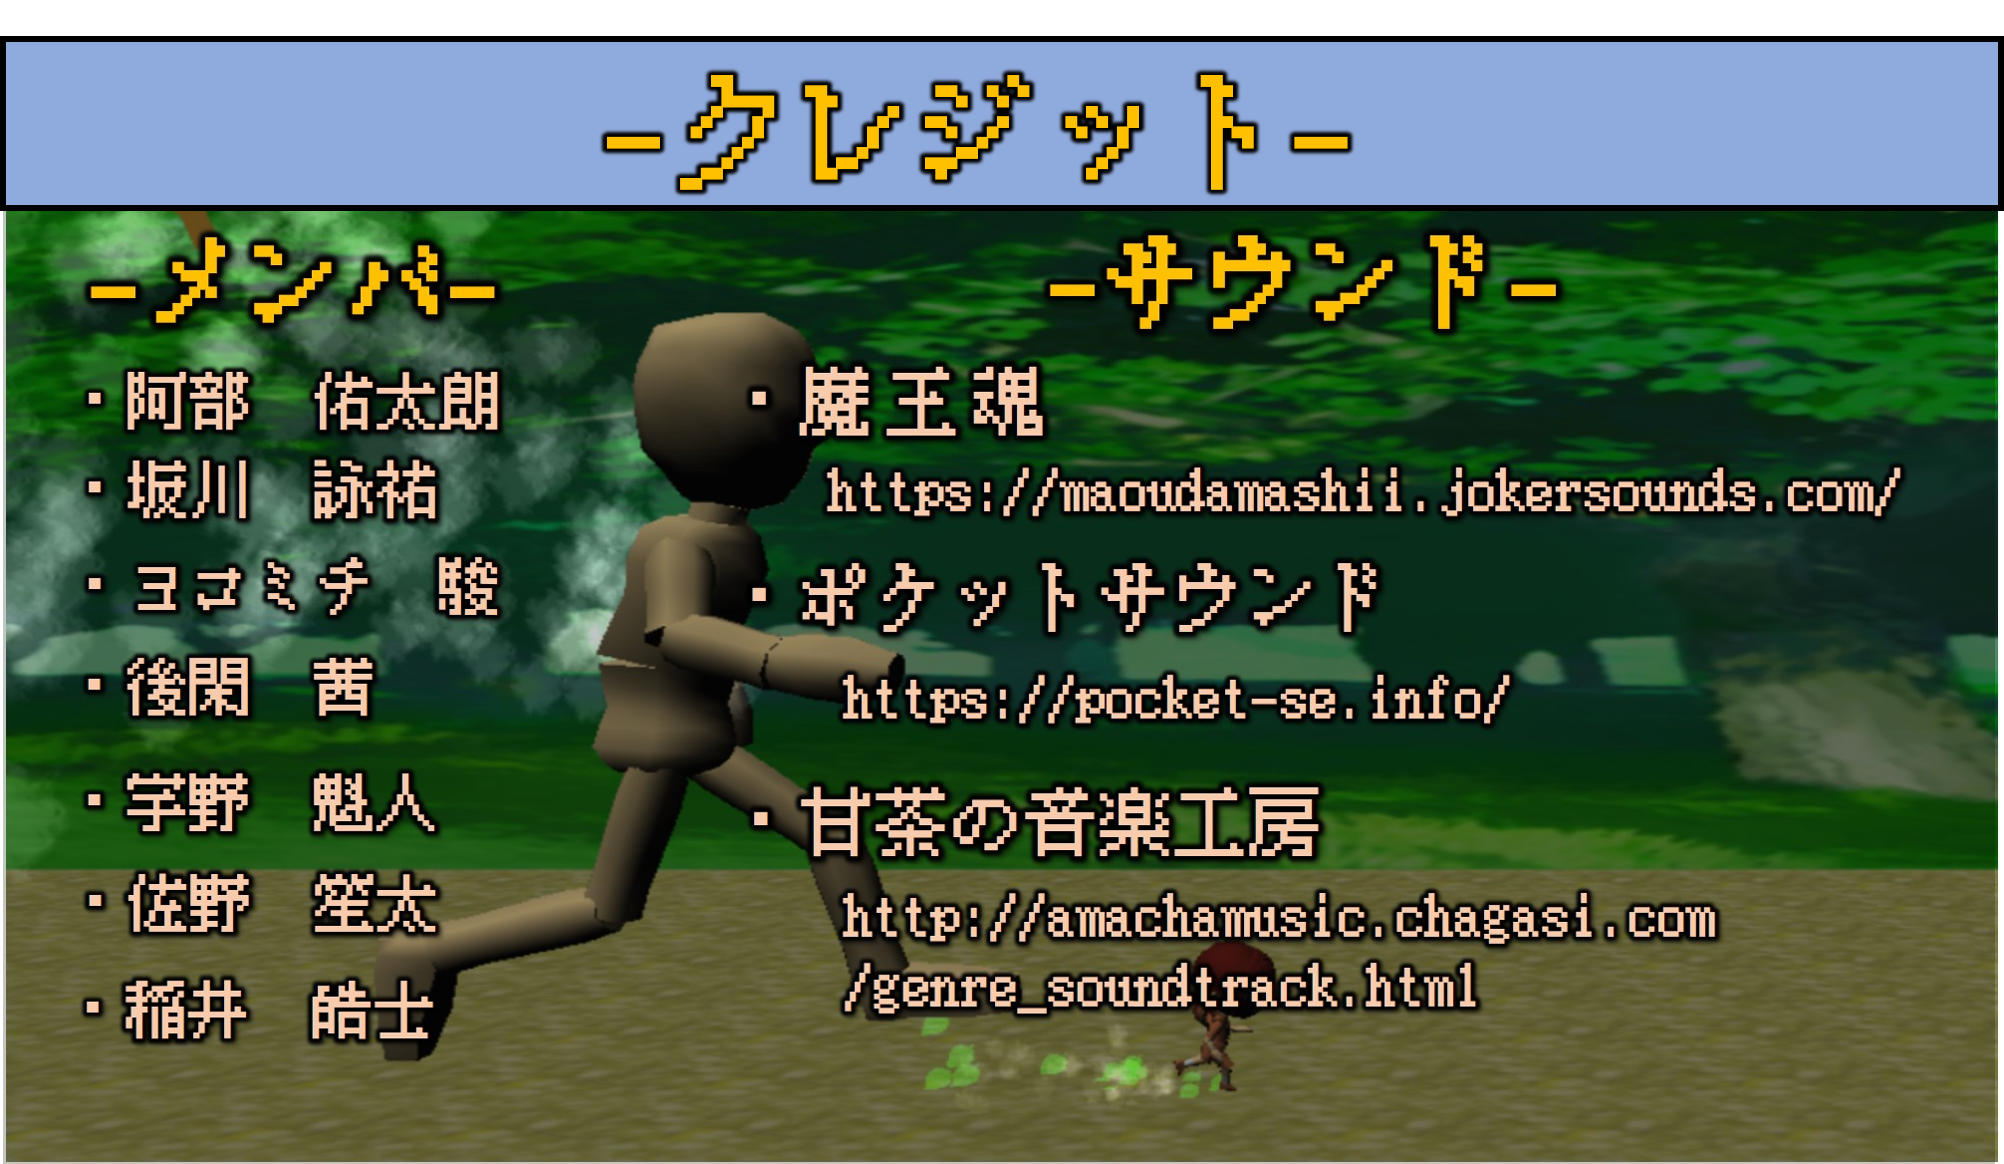 -クレジット-
-メンバ-
・阿部　佑太朗
・坂川　詠祐
・ヨコミチ　駿
・後閑　茜
・宇野　魁人
・佐野　笙太
・稲井　皓士
-サウンド-
・魔王魂
https://maoudamashii.jokersounds.com/
・ポケットサウンド
https://pocket-se.info/
・甘茶の音楽工房
http://amachamusic.chagasi.com
/genre_soundtrack.html